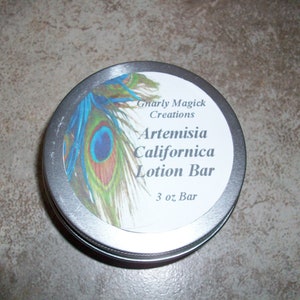 Gnarly Magick
Creations
Artemisia
Californica
Lotion Bar
3 oz Bar